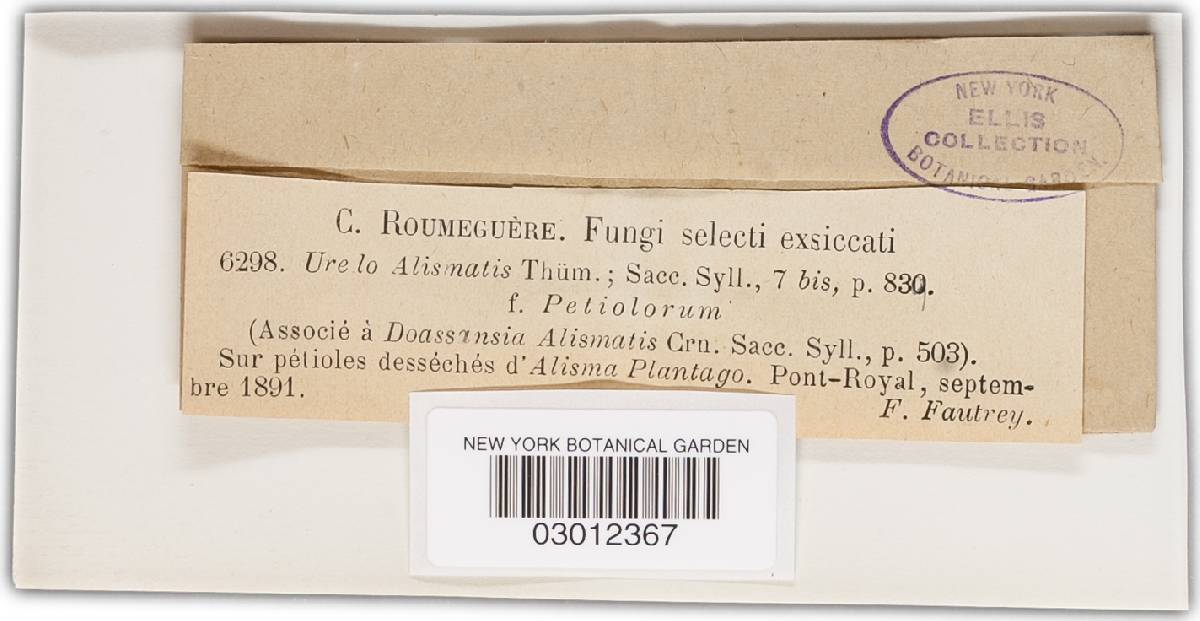 NEW YORK
ELLIS
COLLECTION
BOTANICAL GARDEN.
C. ROUMEGUÈRE. Fungi selecti exsiccati
6298. Urelo Alismatis Thüm.; Sacc. Syll., 7 bis, p. 839.
f. Petiolorum
(Associé à Doassansia Alismatis Crn. Sacc. Syll., p. 503).
Sur pétioles desséchés d'Alisma Plantago. Pont-Royal, septem-
bre 1891.
F. Fautrey.
NEW YORK BOTANICAL GARDEN
03012367